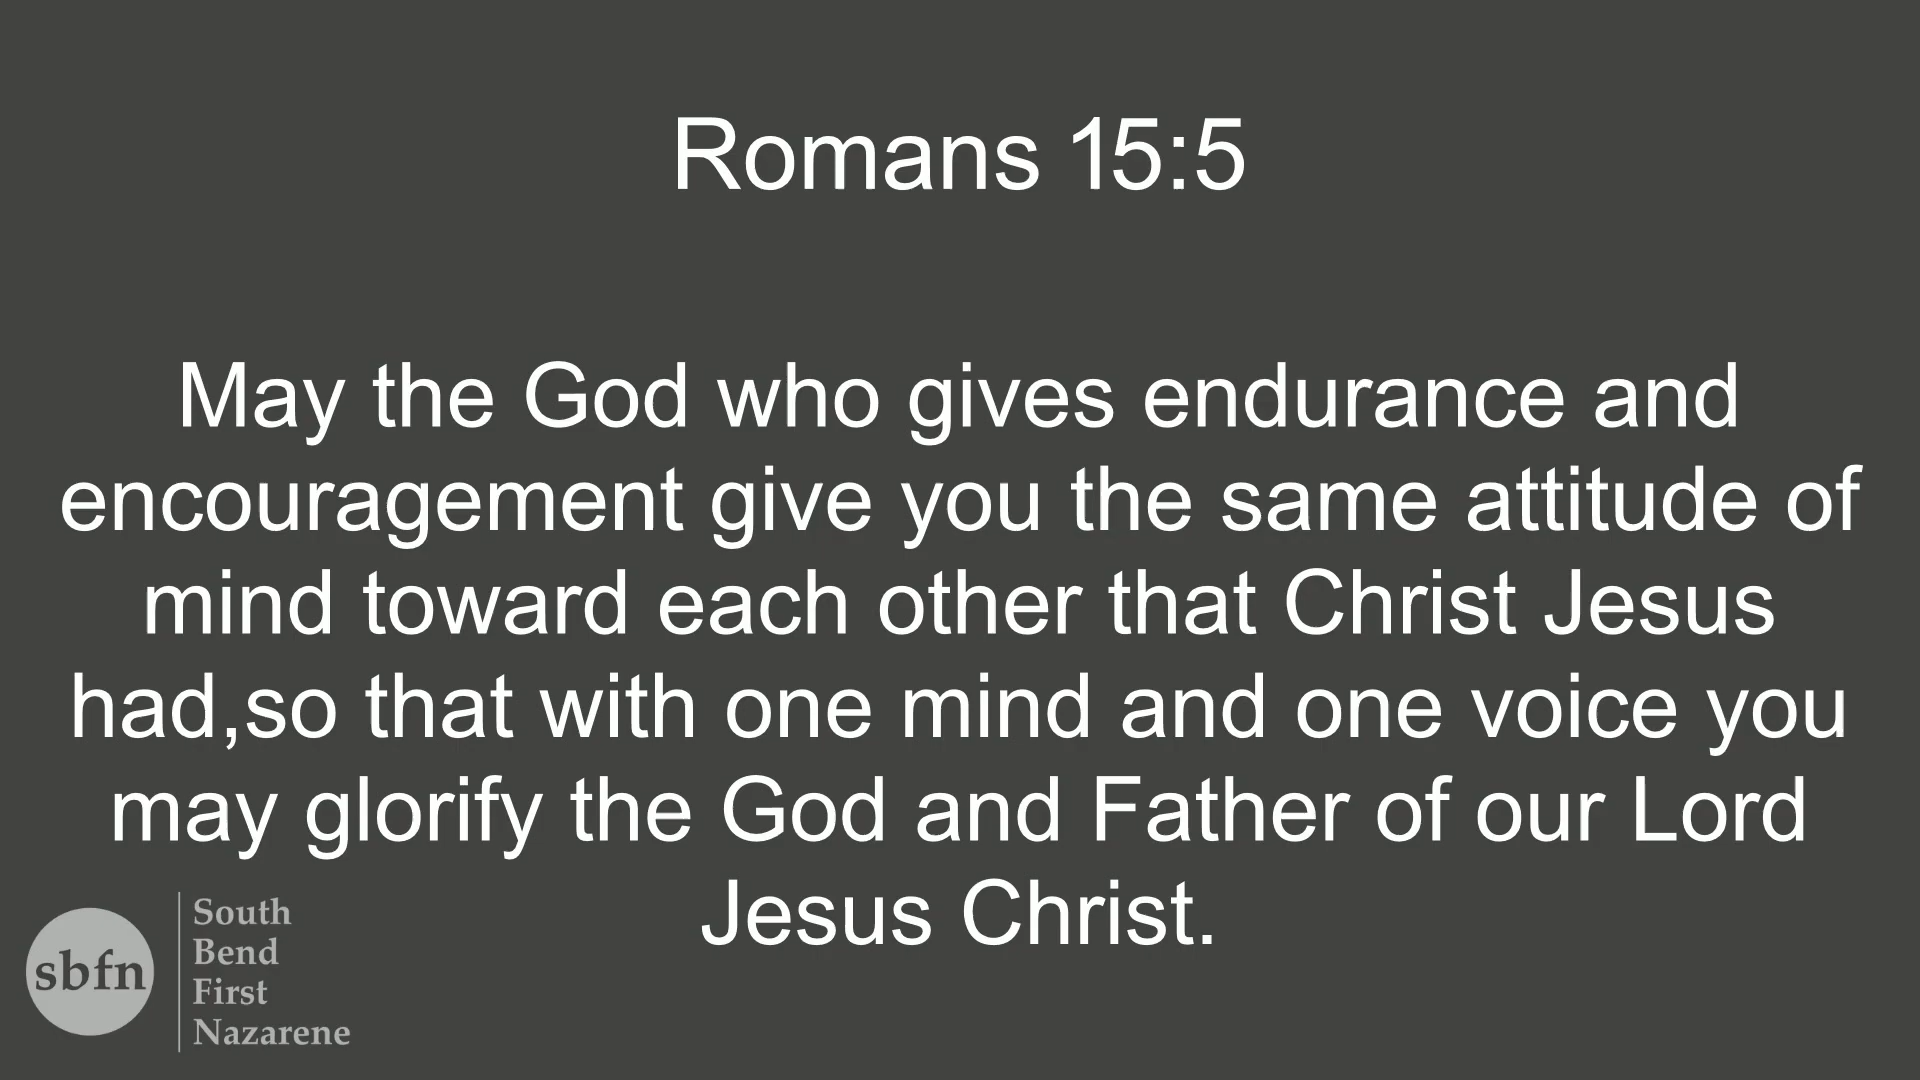 Romans 15:5
May the God who gives endurance and
encouragement give you the same attitude of
mind toward each other that Christ Jesus
had,so that with one mind and one voice you
may glorify the God and Father of our Lord
Jesus Christ.
sbfn
South
Bend
First
Nazarene